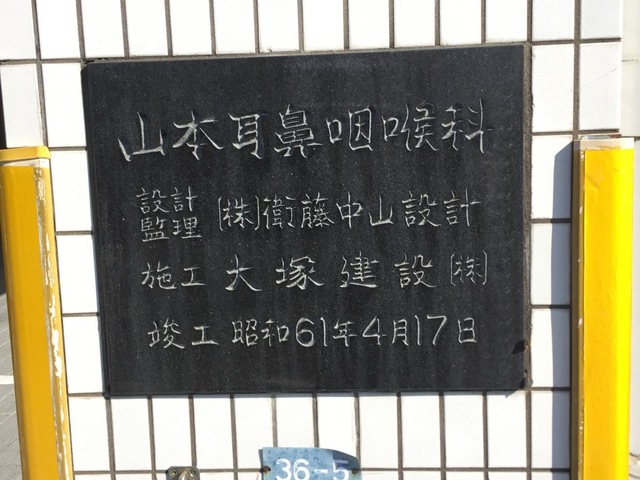 山本耳鼻咽喉科
設計
監理 (株)衛藤中山設計
施工 大塚建設(株)
竣工 昭和61年4月17日
36-5